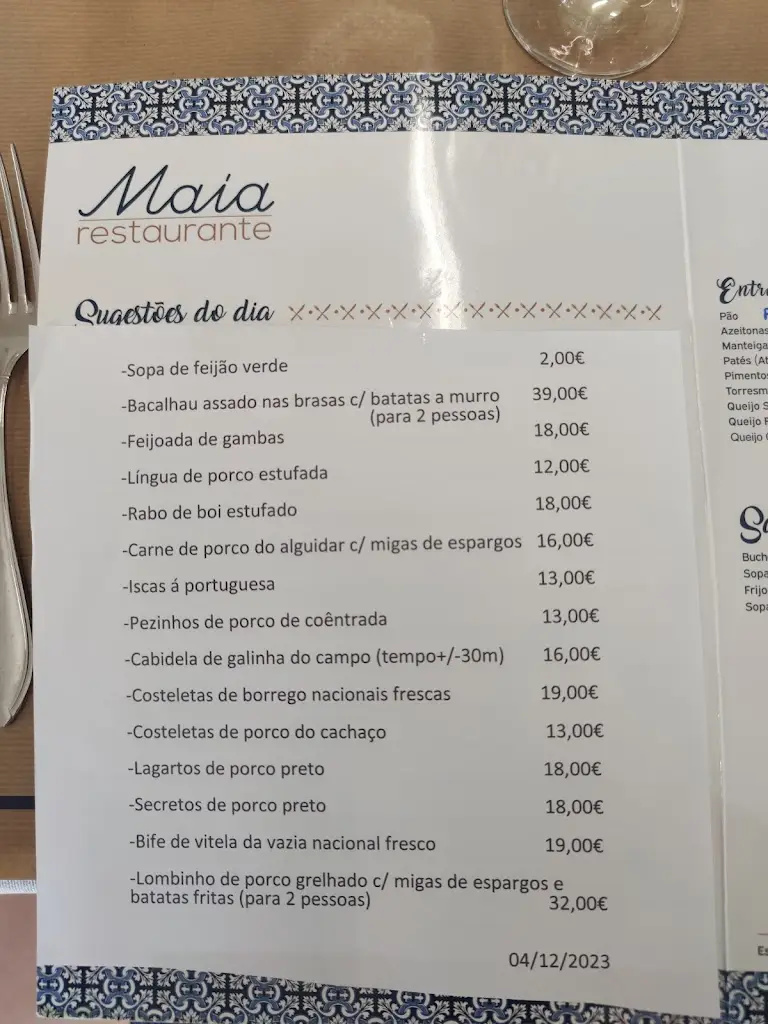 Maia
restaurante
Sugestões do dia
-Sopa de feijão verde 2,00€
-Bacalhau assado nas brasas c/ batatas a murro 39,00€
(para 2 pessoas)
-Feijoada de gambas 18,00€
-Língua de porco estufada 12,00€
-Rabo de boi estufado 18,00€
-Carne de porco do alguidar c/ migas de espargos 16,00€
-Iscas á portuguesa 13,00€
-Pezinhos de porco de coêntrada 13,00€
-Cabidela de galinha do campo (tempo+/-30m) 16,00€
-Costeletas de borrego nacionais frescas 19,00€
-Costeletas de porco do cachaço 13,00€
-Lagartos de porco preto 18,00€
-Secretos de porco preto 18,00€
-Bife de vitela da vazia nacional fresco 19,00€
-Lombinho de porco grelhado c/ migas de espargos e
batatas fritas (para 2 pessoas) 32,00€
04/12/2023
Pão
Azeitonas
Manteiga
Patés
Queijo
Queijo
Queijo